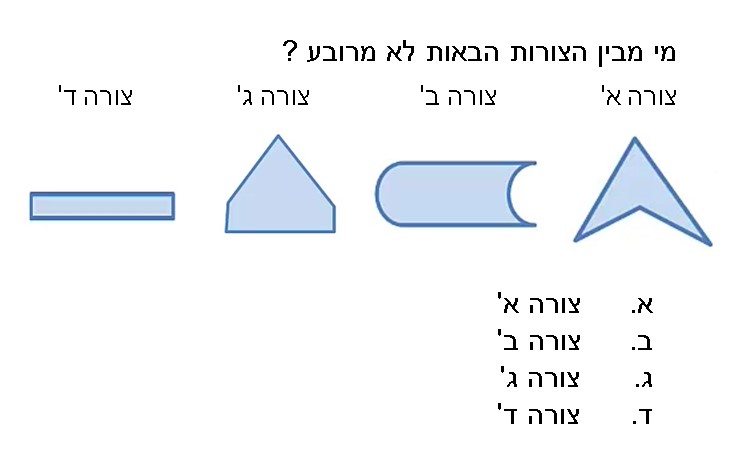 מי מבין הצורות הבאות לא מרובע ?
צורה א' צורה ב' צורה ג' צורה ד'
א. צורה א'
ב. צורה ב'
ג. צורה ג'
ד. צורה ד'